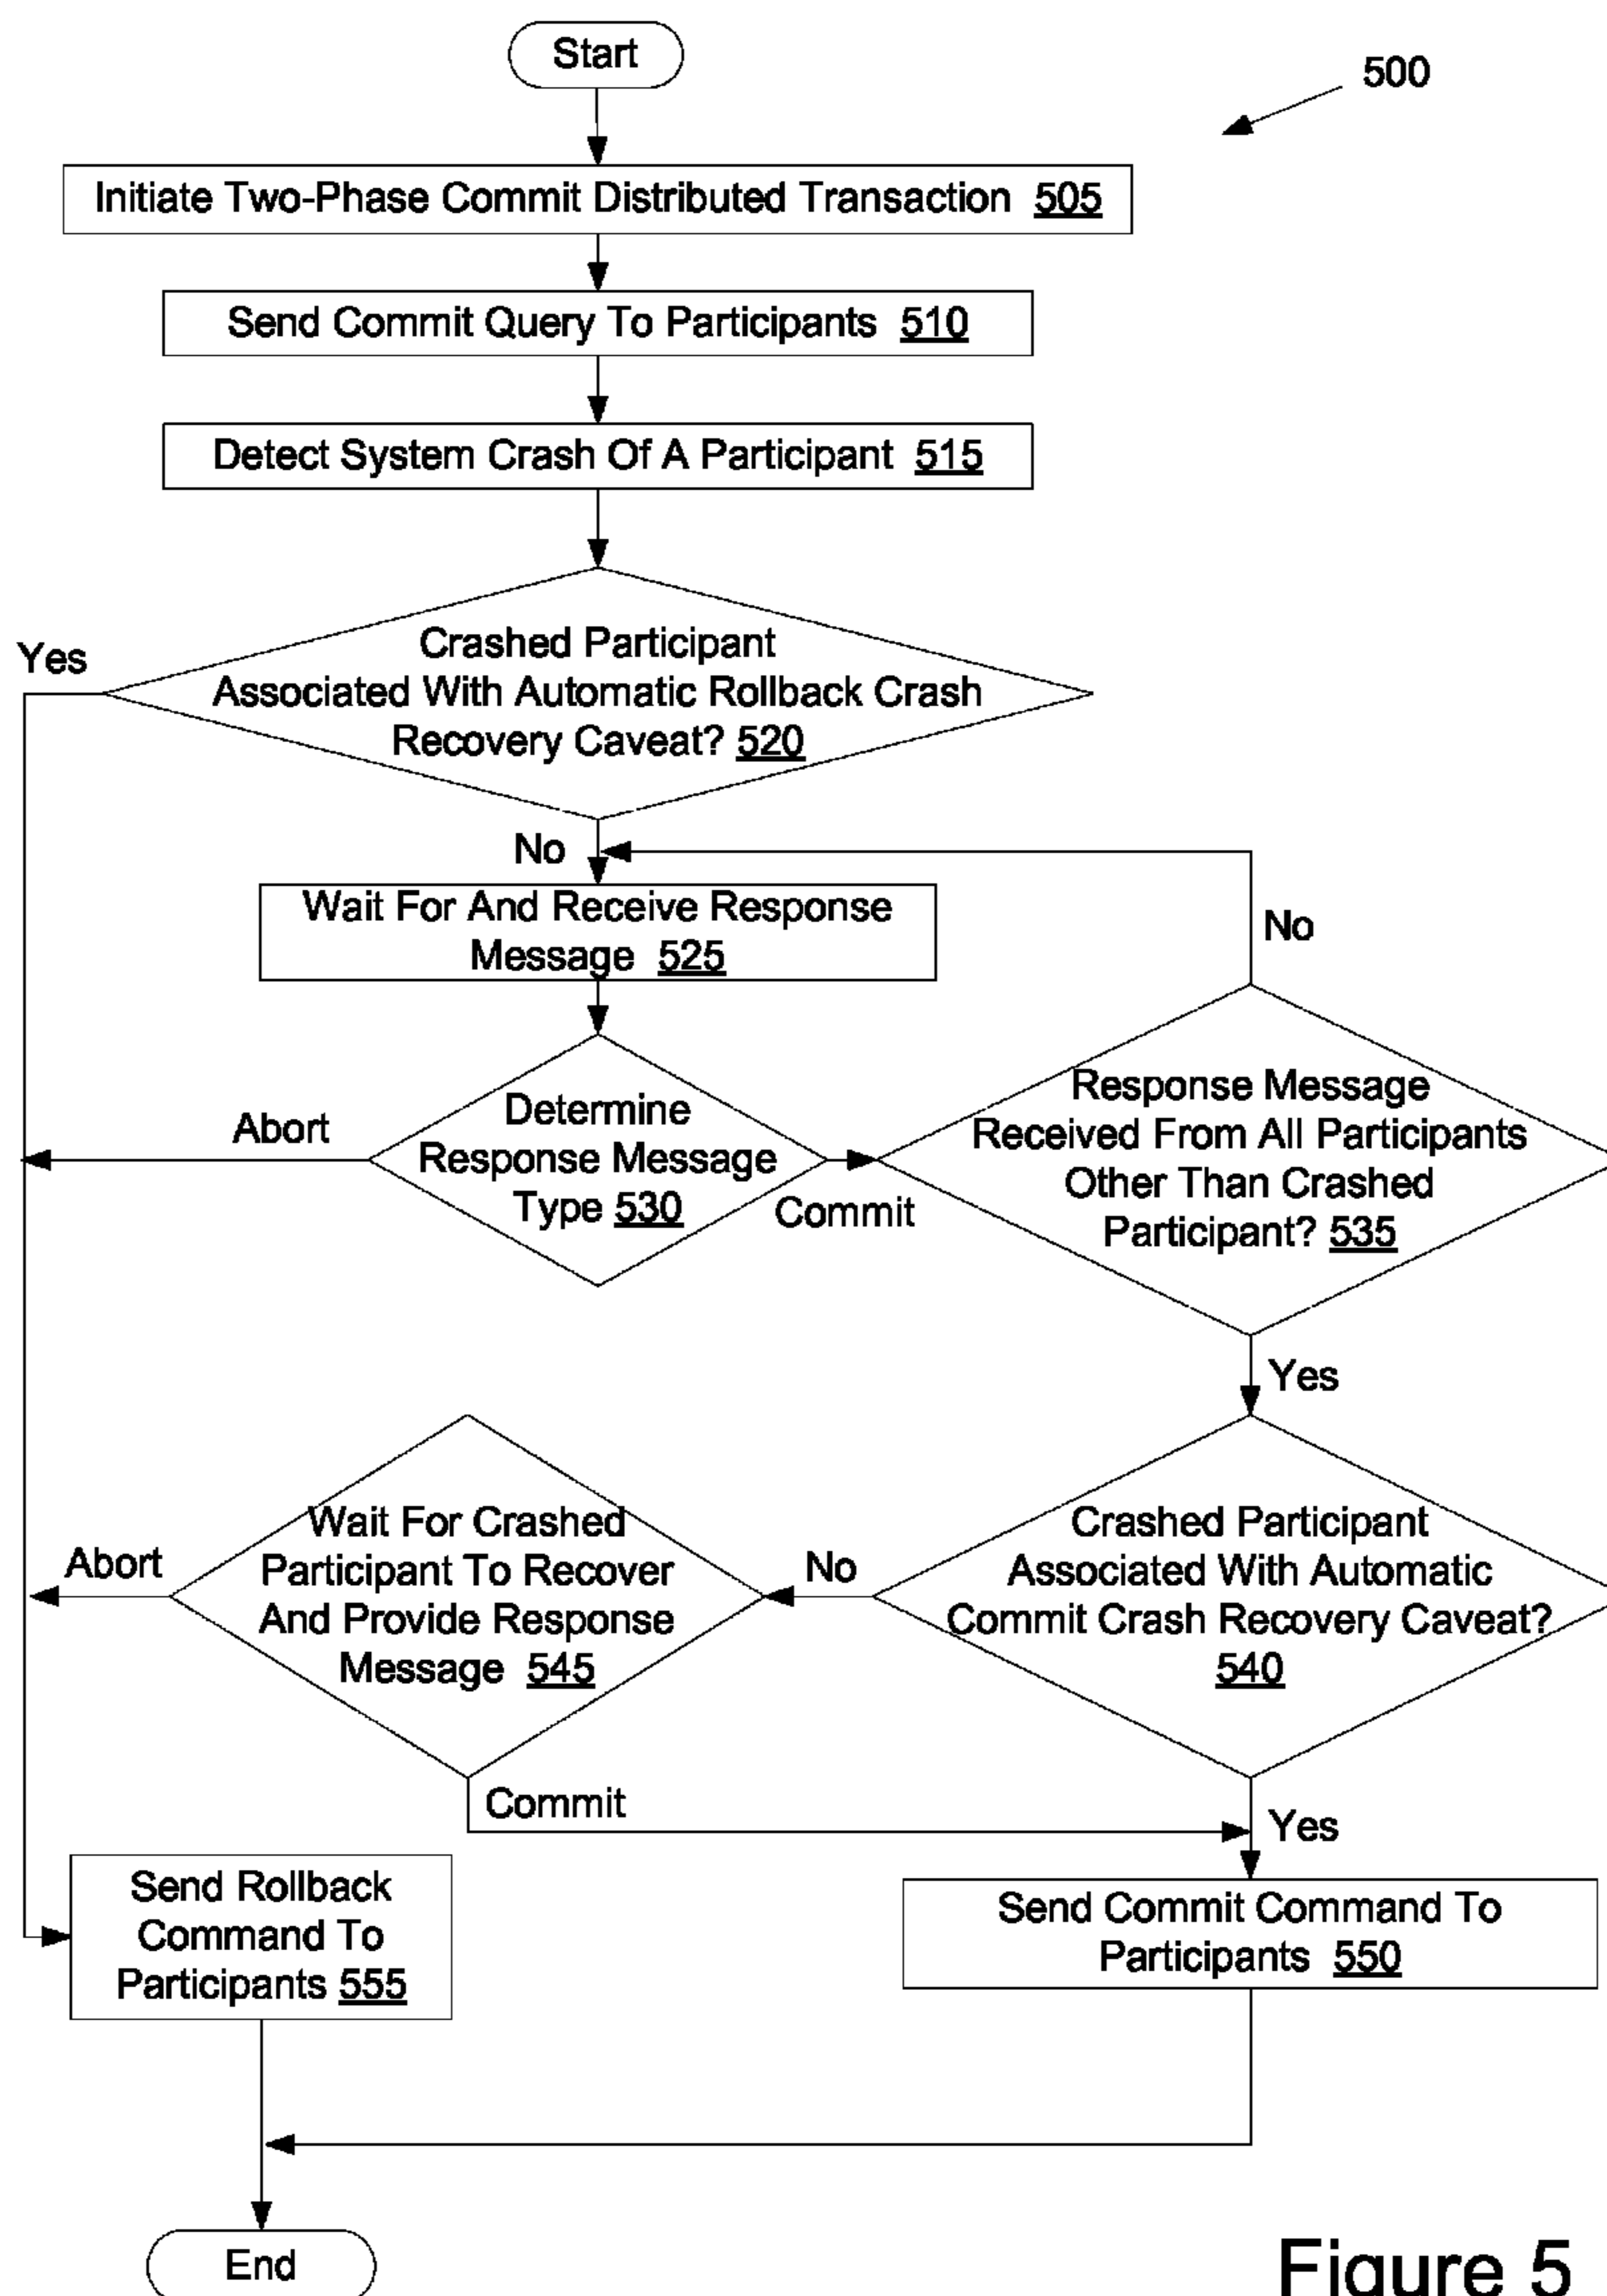 Start
500
Initiate Two-Phase Commit Distributed Transaction 505
Send Commit Query To Participants 510
Detect System Crash Of A Participant 515
Yes
Crashed Participant
Associated With Automatic Rollback Crash
Recovery Caveat? 520
No
Wait For And Receive Response
Message 525
No
Abort
Determine
Response Message
Type 530
Commit
Response Message
Received From All Participants
Other Than Crashed
Participant? 535
Yes
Abort
Wait For Crashed
Participant To Recover
And Provide Response
Message 545
No
Crashed Participant
Associated With Automatic
Commit Crash Recovery Caveat?
540
Commit
Yes
Send Rollback
Command To
Participants 555
Send Commit Command To
Participants 550
End
Figure 5